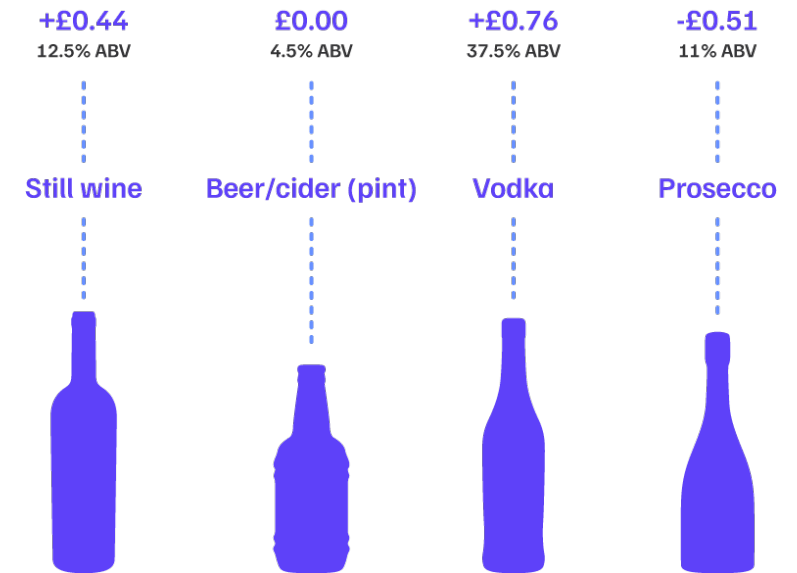 +£0.44
12.5% ABV
Still wine
£0.00
4.5% ABV
Beer/cider (pint)
+£0.76
37.5% ABV
Vodka
-£0.51
11% ABV
Prosecco